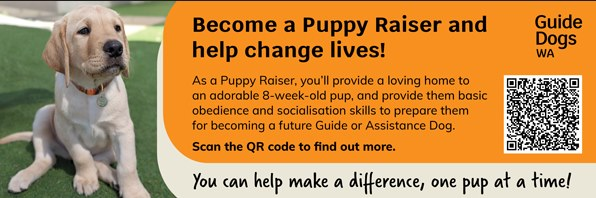 Become a Puppy Raiser and
help change lives!
Guide
Dogs
WA
As a Puppy Raiser, you'll provide a loving home to
an adorable 8-week-old pup, and provide them basic
obedience and socialisation skills to prepare them
for becoming a future Guide or Assistance Dog.
Scan the QR code to find out more.
You can help make a difference, one pup at a time!